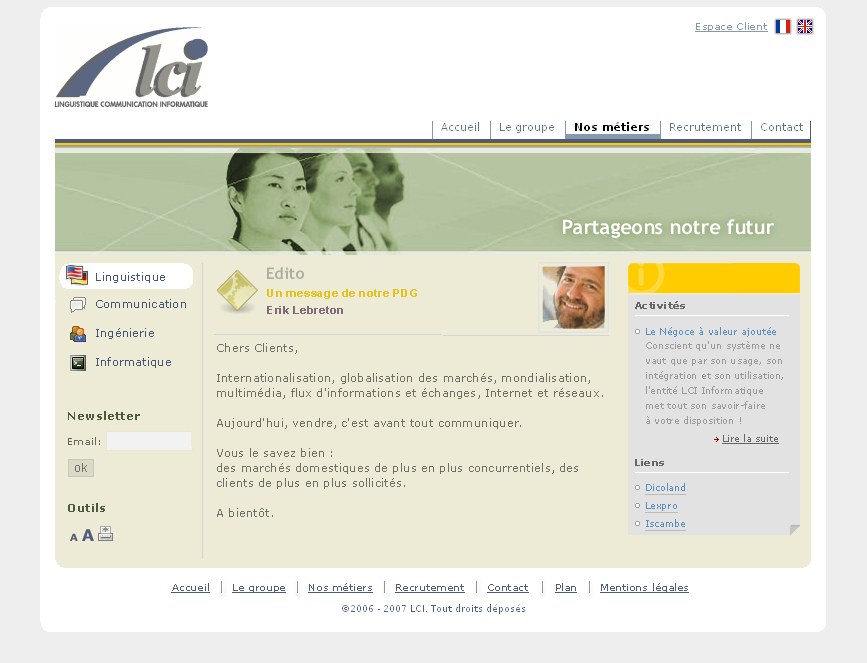 Espace Client
lci
LINGUISTIQUE COMMUNICATION INFORMATIQUE
Accueil
Le groupe
Nos métiers
Recrutement
Contact
Partageons notre futur
Linguistique
Communication
Ingénierie
Informatique
Newsletter
Email:
ok
Outils
A A
Edito
Un message de notre PDG
Erik Lebreton
Chers Clients,
Internationalisation, globalisation des marchés, mondialisation,
multimédia, flux d'informations et échanges, Internet et réseaux.
Aujourd'hui, vendre, c'est avant tout communiquer.
Vous le savez bien :
des marchés domestiques de plus en plus concurrentiels, des
clients de plus en plus sollicités.
A bientôt.
i
Activités
Le Négoce à valeur ajoutée
Conscient qu'un système ne
vaut que par son usage, son
intégration et son utilisation,
l'entité LCI Informatique
met tout son savoir-faire
à votre disposition !
Lire la suite
Liens
Dicoland
Lexpro
Iscambe
Accueil | Le groupe | Nos métiers | Recrutement | Contact | Plan | Mentions légales
©2006 - 2007 LCI. Tout droits déposés